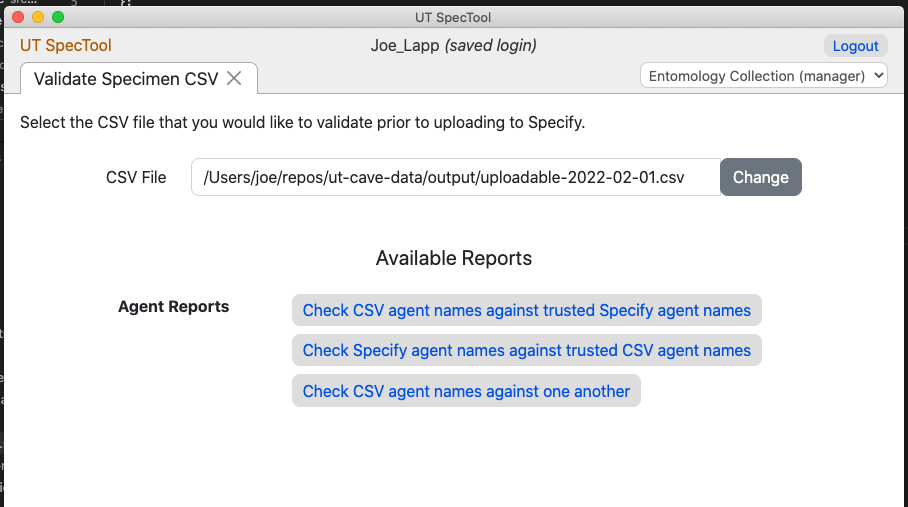 UT SpecTool
UT SpecTool
Joe_Lapp (saved login)
Logout
Validate Specimen CSV
Entomology Collection (manager)
Select the CSV file that you would like to validate prior to uploading to Specify.
CSV File
/Users/joe/repos/ut-cave-data/output/uploadable-2022-02-01.csv
Change
Available Reports
Agent Reports
Check CSV agent names against trusted Specify agent names
Check Specify agent names against trusted CSV agent names
Check CSV agent names against one another